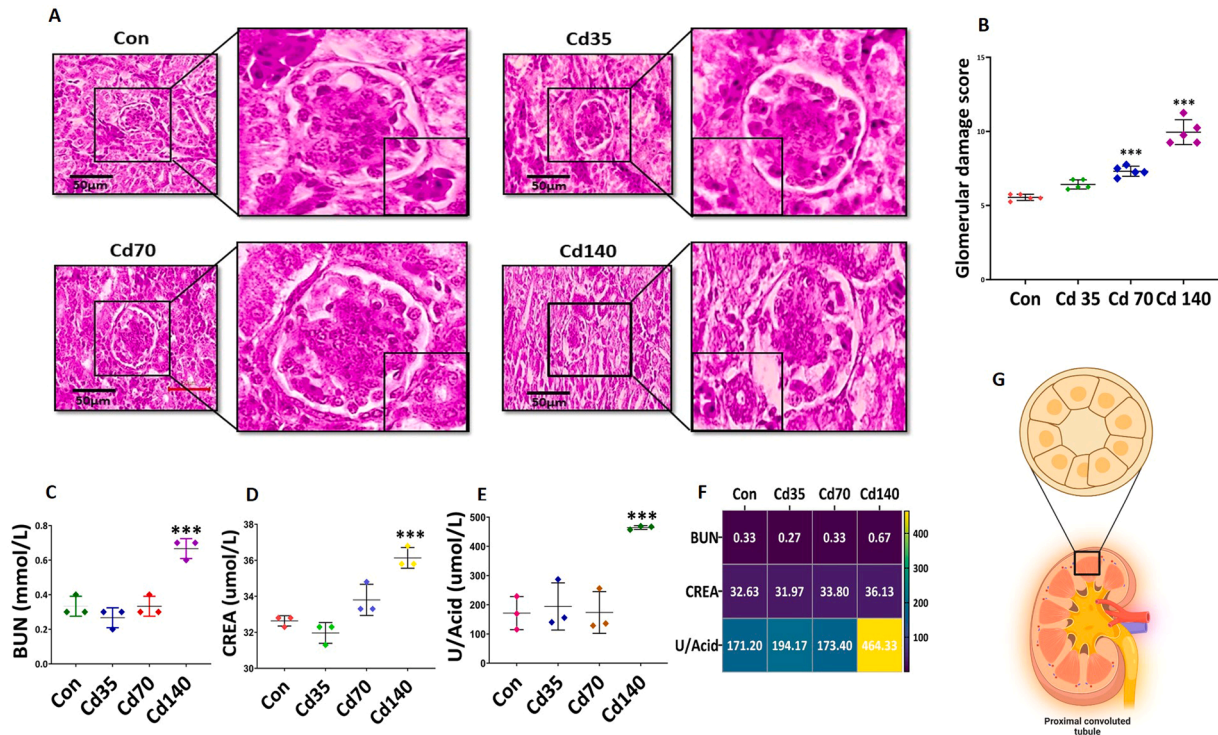 A
Con
50µm
Cd35
50µm
Cd70
50µm
Cd140
50µm
B
Glomerular damage score
15
10
5
0
***
***
Con
Cd 35
Cd 70
Cd 140
C
BUN (mmol/L)
0.8
0.6
0.4
0.2
0.0
***
Con
Cd35
Cd70
Cd140
D
CREA (umol/L)
38
36
34
32
30
***
Con
Cd35
Cd70
Cd140
E
U/Acid (umol/L)
500
400
300
200
100
0
***
Con
Cd35
Cd70
Cd140
F
Con Cd35 Cd70 Cd140
BUN 0.33 0.27 0.33 0.67
CREA 32.63 31.97 33.80 36.13
U/Acid 171.20 194.17 173.40 464.33
400
300
200
100
G
Proximal convoluted
tubule